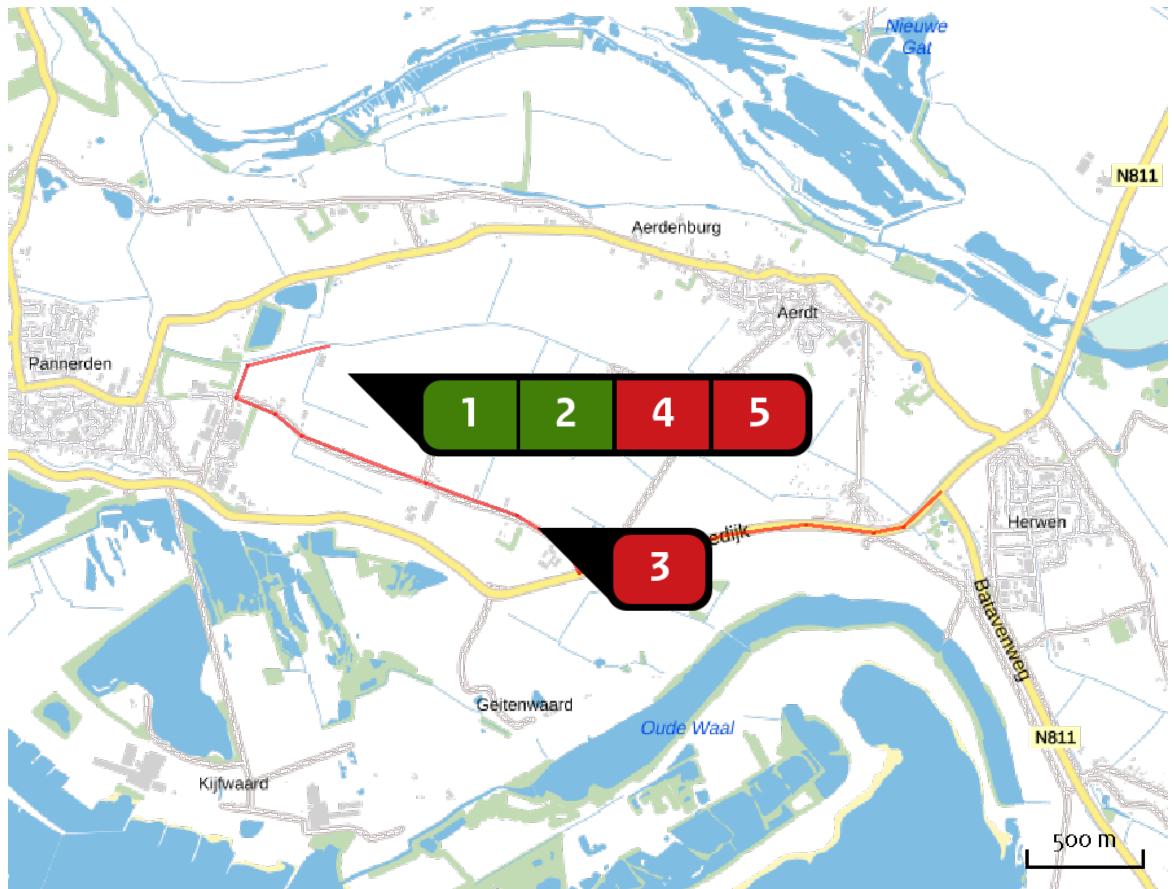 Nieuwe
Gat
N811
Aerdenburg
Aerdt
Pannerden
1 2 4 5
Herwen
edijk
3
Batavenweg
Geitenwaard
Oude Waal
N811
Kijfwaard
500 m